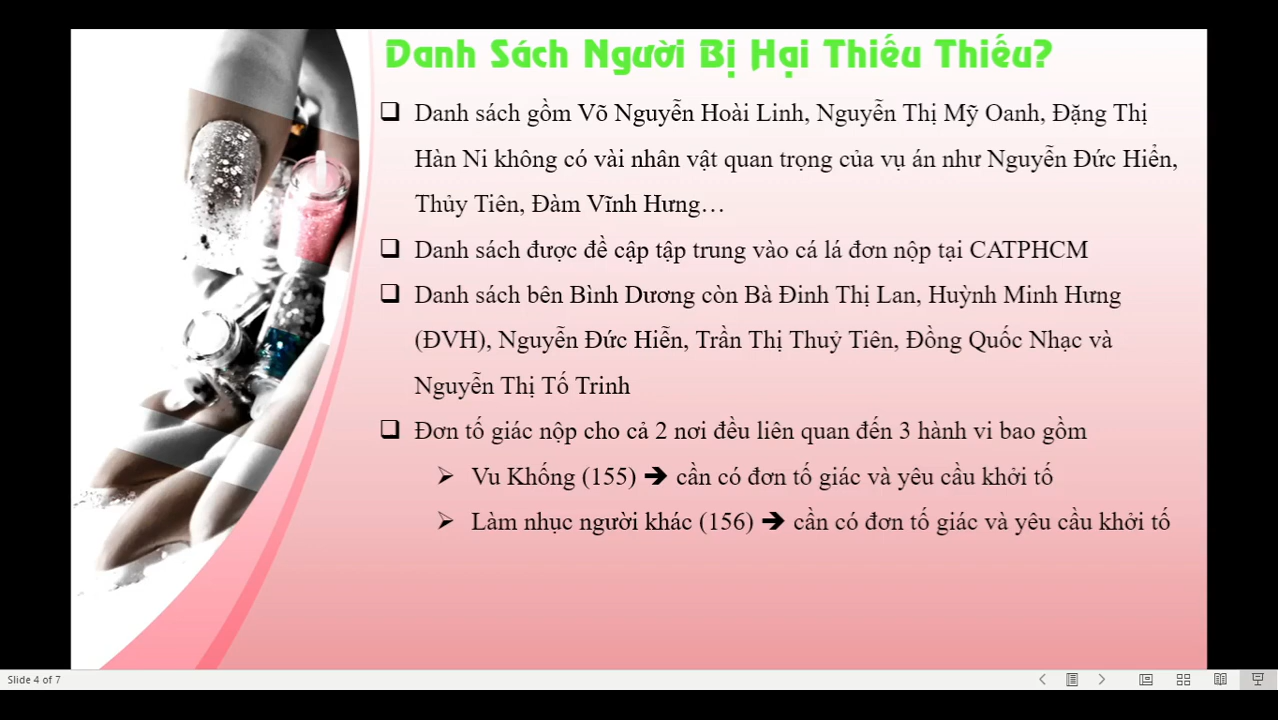 Danh Sách Người Bị Hại Thiếu Thiếu?
❑ Danh sách gồm Võ Nguyễn Hoài Linh, Nguyễn Thị Mỹ Oanh, Đặng Thị
Hàn Ni không có vài nhân vật quan trọng của vụ án như Nguyễn Đức Hiển,
Thủy Tiên, Đàm Vĩnh Hưng…
❑ Danh sách được đề cập tập trung vào cá lá đơn nộp tại CATPHCM
❑ Danh sách bên Bình Dương còn Bà Đinh Thị Lan, Huỳnh Minh Hưng
(ĐVH), Nguyễn Đức Hiễn, Trần Thị Thuỷ Tiên, Đồng Quốc Nhạc và
Nguyễn Thị Tố Trinh
❑ Đơn tố giác nộp cho cả 2 nơi đều liên quan đến 3 hành vi bao gồm
➢ Vu Khống (155) ➔ cần có đơn tố giác và yêu cầu khởi tố
➢ Làm nhục người khác (156) ➔ cần có đơn tố giác và yêu cầu khởi tố
Slide 4 of 7